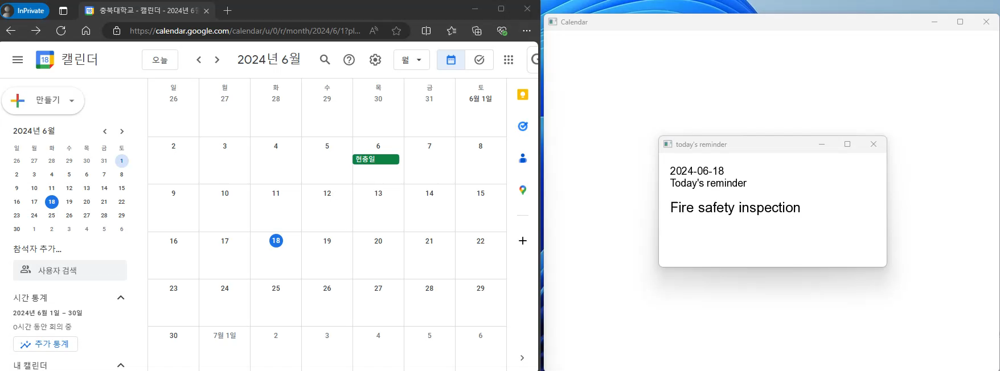 InPrivate
충북대학교 - 캘린더 - 2024년 6월
https://calendar.google.com/calendar/u/0/r/month/2024/6/1?pl...
18
캘린더
오늘
2024년 6월
월
만들기
2024년 6월
일 월 화 수 목 금 토
26 27 28 29 30 31 1
2 3 4 5 6 7 8
9 10 11 12 13 14 15
16 17 18 19 20 21 22
23 24 25 26 27 28 29
30 1 2 3 4 5 6
참석자 추가...
사용자 검색
시간 통계
2024년 6월 1일 – 30일
0시간 동안 회의 중
추가 통계
내 캘린더
일 월 화 수 목 금 토
26 27 28 29 30 31 6월 1일
2 3 4 5 6 7 8
현충일
9 10 11 12 13 14 15
16 17 18 19 20 21 22
23 24 25 26 27 28 29
30 7월 1일 2 3 4 5 6
Calendar
today's reminder
2024-06-18
Today's reminder
Fire safety inspection